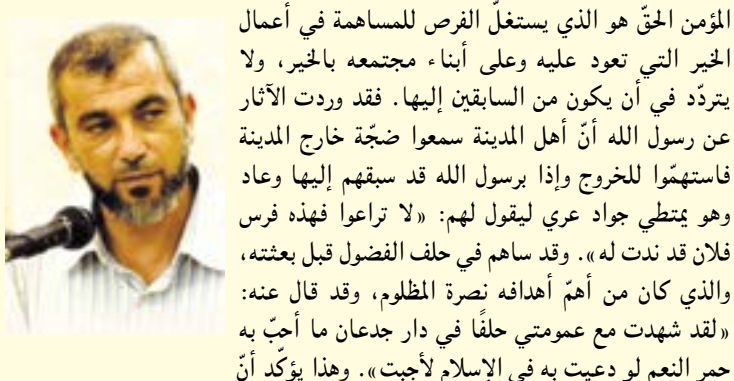 المؤمن الحقّ هو الذي يستغلّ الفرص للمساهمة في أعمال
الخير التي تعود عليه وعلى أبناء مجتمعه بالخير، ولا
يتردّد في أن يكون من السابقين إليها. فقد وردت الآثار
عن رسول الله أنّ أهل المدينة سمعوا ضجّة خارج المدينة
فاستهمّوا للخروج وإذا برسول الله قد سبقهم إليها وعاد
وهو يمتطي جواد عري ليقول لهم: «لا تراعوا فهذه فرس
فلان قد ندت له». وقد ساهم في حلف الفضول قبل بعثته،
والذي كان من أهمّ أهدافه نصرة المظلوم، وقد قال عنه:
«لقد شهدت مع عمومتي حلفًا في دار جدعان ما أحبّ به
حمر النعم لو دعيت به في الإسلام لأجبت». وهذا يؤكّد أنّ